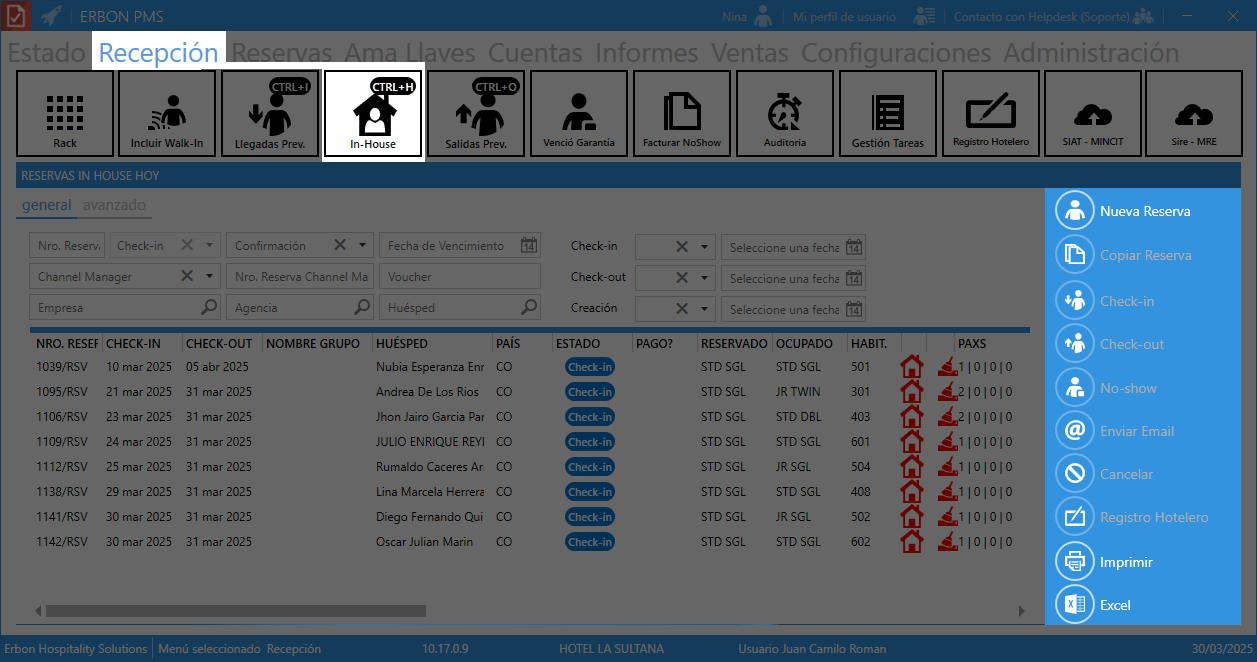 ERBON PMS
Nina
Mi perfil de usuario
Contacto con Helpdesk (Soporte)
Estado Recepción Reservas Ama Llaves Cuentas Informes Ventas Configuraciones Administración
CTRL+I CTRL+H CTRL+O
Rack
Incluir Walk-In
Llegadas Prev.
In-House
Salidas Prev.
Venció Garantía
Facturar NoShow
Auditoria
Gestión Tareas
Registro Hotelero
SIAT - MINCIT
Sire - MRE
RESERVAS IN HOUSE HOY
general avanzado
Nro. Reserv. Check-in Confirmación Fecha de Vencimiento 14 Check-in Seleccione una fecha 14
Channel Manager Nro. Reserva Channel Ma Voucher Check-out Seleccione una fecha 14
Empresa Agencia Huésped Creación Seleccione una fecha 14
NRO. RESER CHECK-IN CHECK-OUT NOMBRE GRUPO HUÉSPED PAÍS ESTADO PAGO? RESERVADO OCUPADO HABIT. PAXS
1039/RSV 10 mar 2025 05 abr 2025 Nubia Esperanza Enr CO Check-in STD SGL STD SGL 501 1|0|0|0
1095/RSV 21 mar 2025 31 mar 2025 Andrea De Los Rios CO Check-in STD SGL JR TWIN 301 2|0|0|0
1106/RSV 23 mar 2025 31 mar 2025 Jhon Jairo Garcia Par CO Check-in STD SGL STD DBL 403 2|0|0|0
1109/RSV 24 mar 2025 31 mar 2025 JULIO ENRIQUE REYE CO Check-in STD SGL STD SGL 601 1|0|0|0
1112/RSV 25 mar 2025 31 mar 2025 Rumaldo Caceres Ar CO Check-in STD SGL JR SGL 504 1|0|0|0
1138/RSV 29 mar 2025 31 mar 2025 Lina Marcela Herrera CO Check-in STD SGL STD SGL 408 1|0|0|0
1141/RSV 30 mar 2025 31 mar 2025 Diego Fernando Qui CO Check-in STD SGL JR SGL 502 1|0|0|0
1142/RSV 30 mar 2025 31 mar 2025 Oscar Julian Marin CO Check-in STD SGL STD SGL 602 1|0|0|0
Nueva Reserva
Copiar Reserva
Check-in
Check-out
No-show
@ Enviar Email
Cancelar
Registro Hotelero
Imprimir
X Excel
Erbon Hospitality Solutions Menú seleccionado Recepción 10.17.0.9 HOTEL LA SULTANA Usuario Juan Camilo Roman 30/03/2025